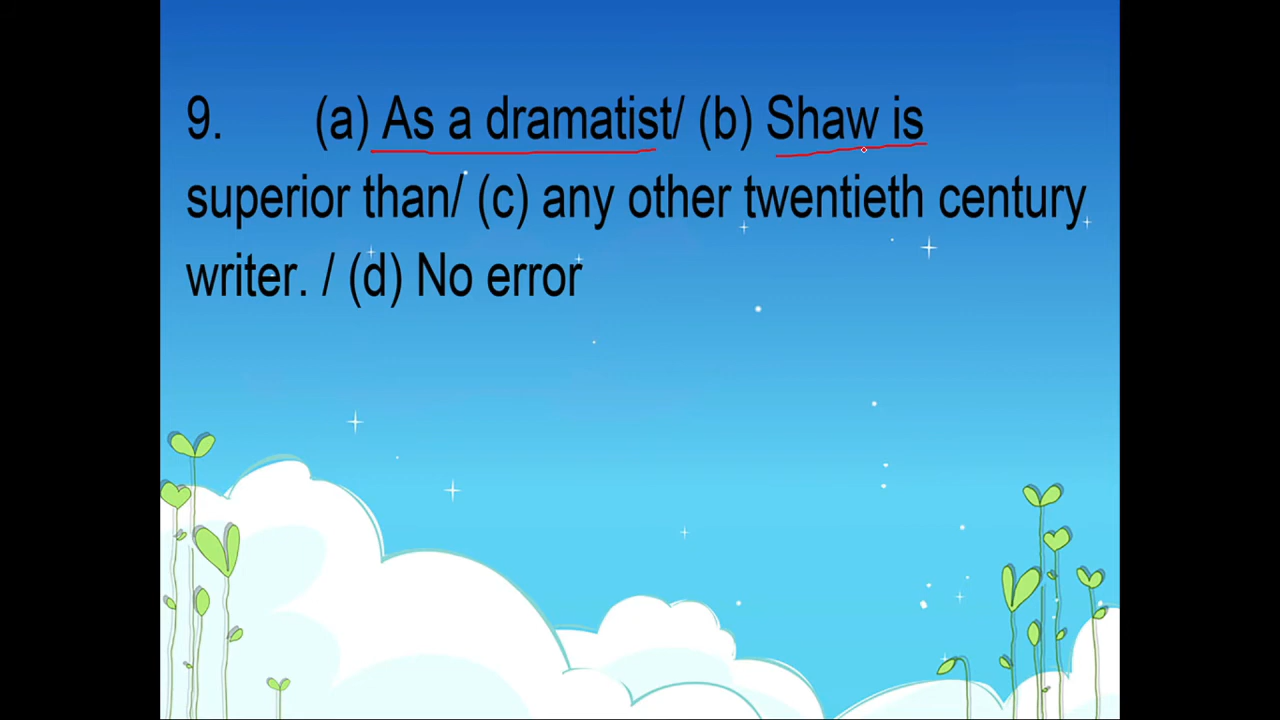 9. (a) As a dramatist/ (b) Shaw is
superior than/ (c) any other twentieth century
writer. / (d) No error